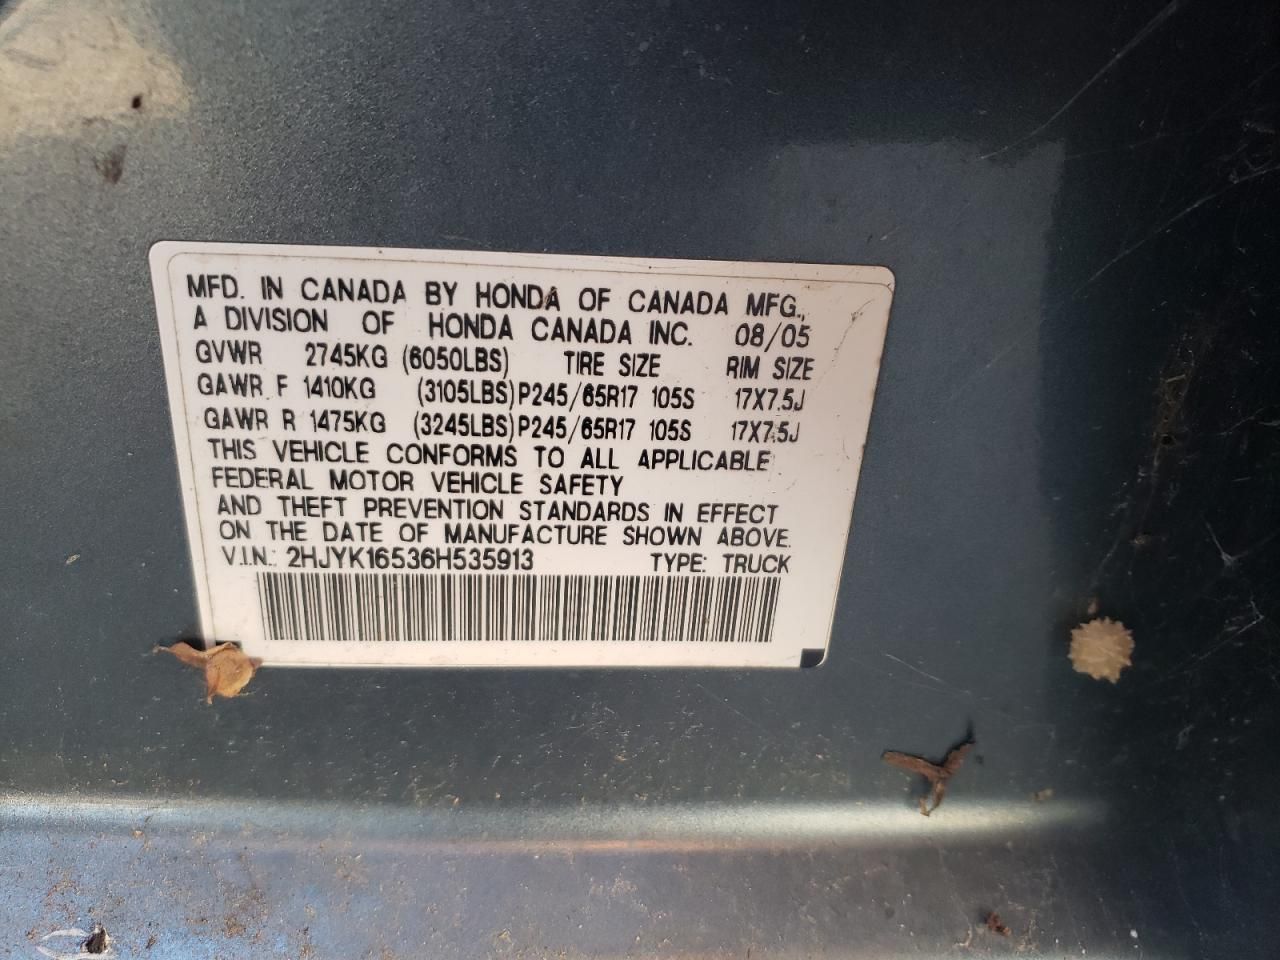 MFD. IN CANADA BY HONDA OF CANADA MFG.,
A DIVISION OF HONDA CANADA INC. 08/05
GVWR 2745KG (6050LBS) TIRE SIZE RIM SIZE
GAWR F 1410KG (3105LBS) P245/65R17 105S 17X7.5J
GAWR R 1475KG (3245LBS) P245/65R17 105S 17X7.5J
THIS VEHICLE CONFORMS TO ALL APPLICABLE
FEDERAL MOTOR VEHICLE SAFETY
AND THEFT PREVENTION STANDARDS IN EFFECT
ON THE DATE OF MANUFACTURE SHOWN ABOVE.
V.I.N.: 2HJYK16536H535913 TYPE: TRUCK